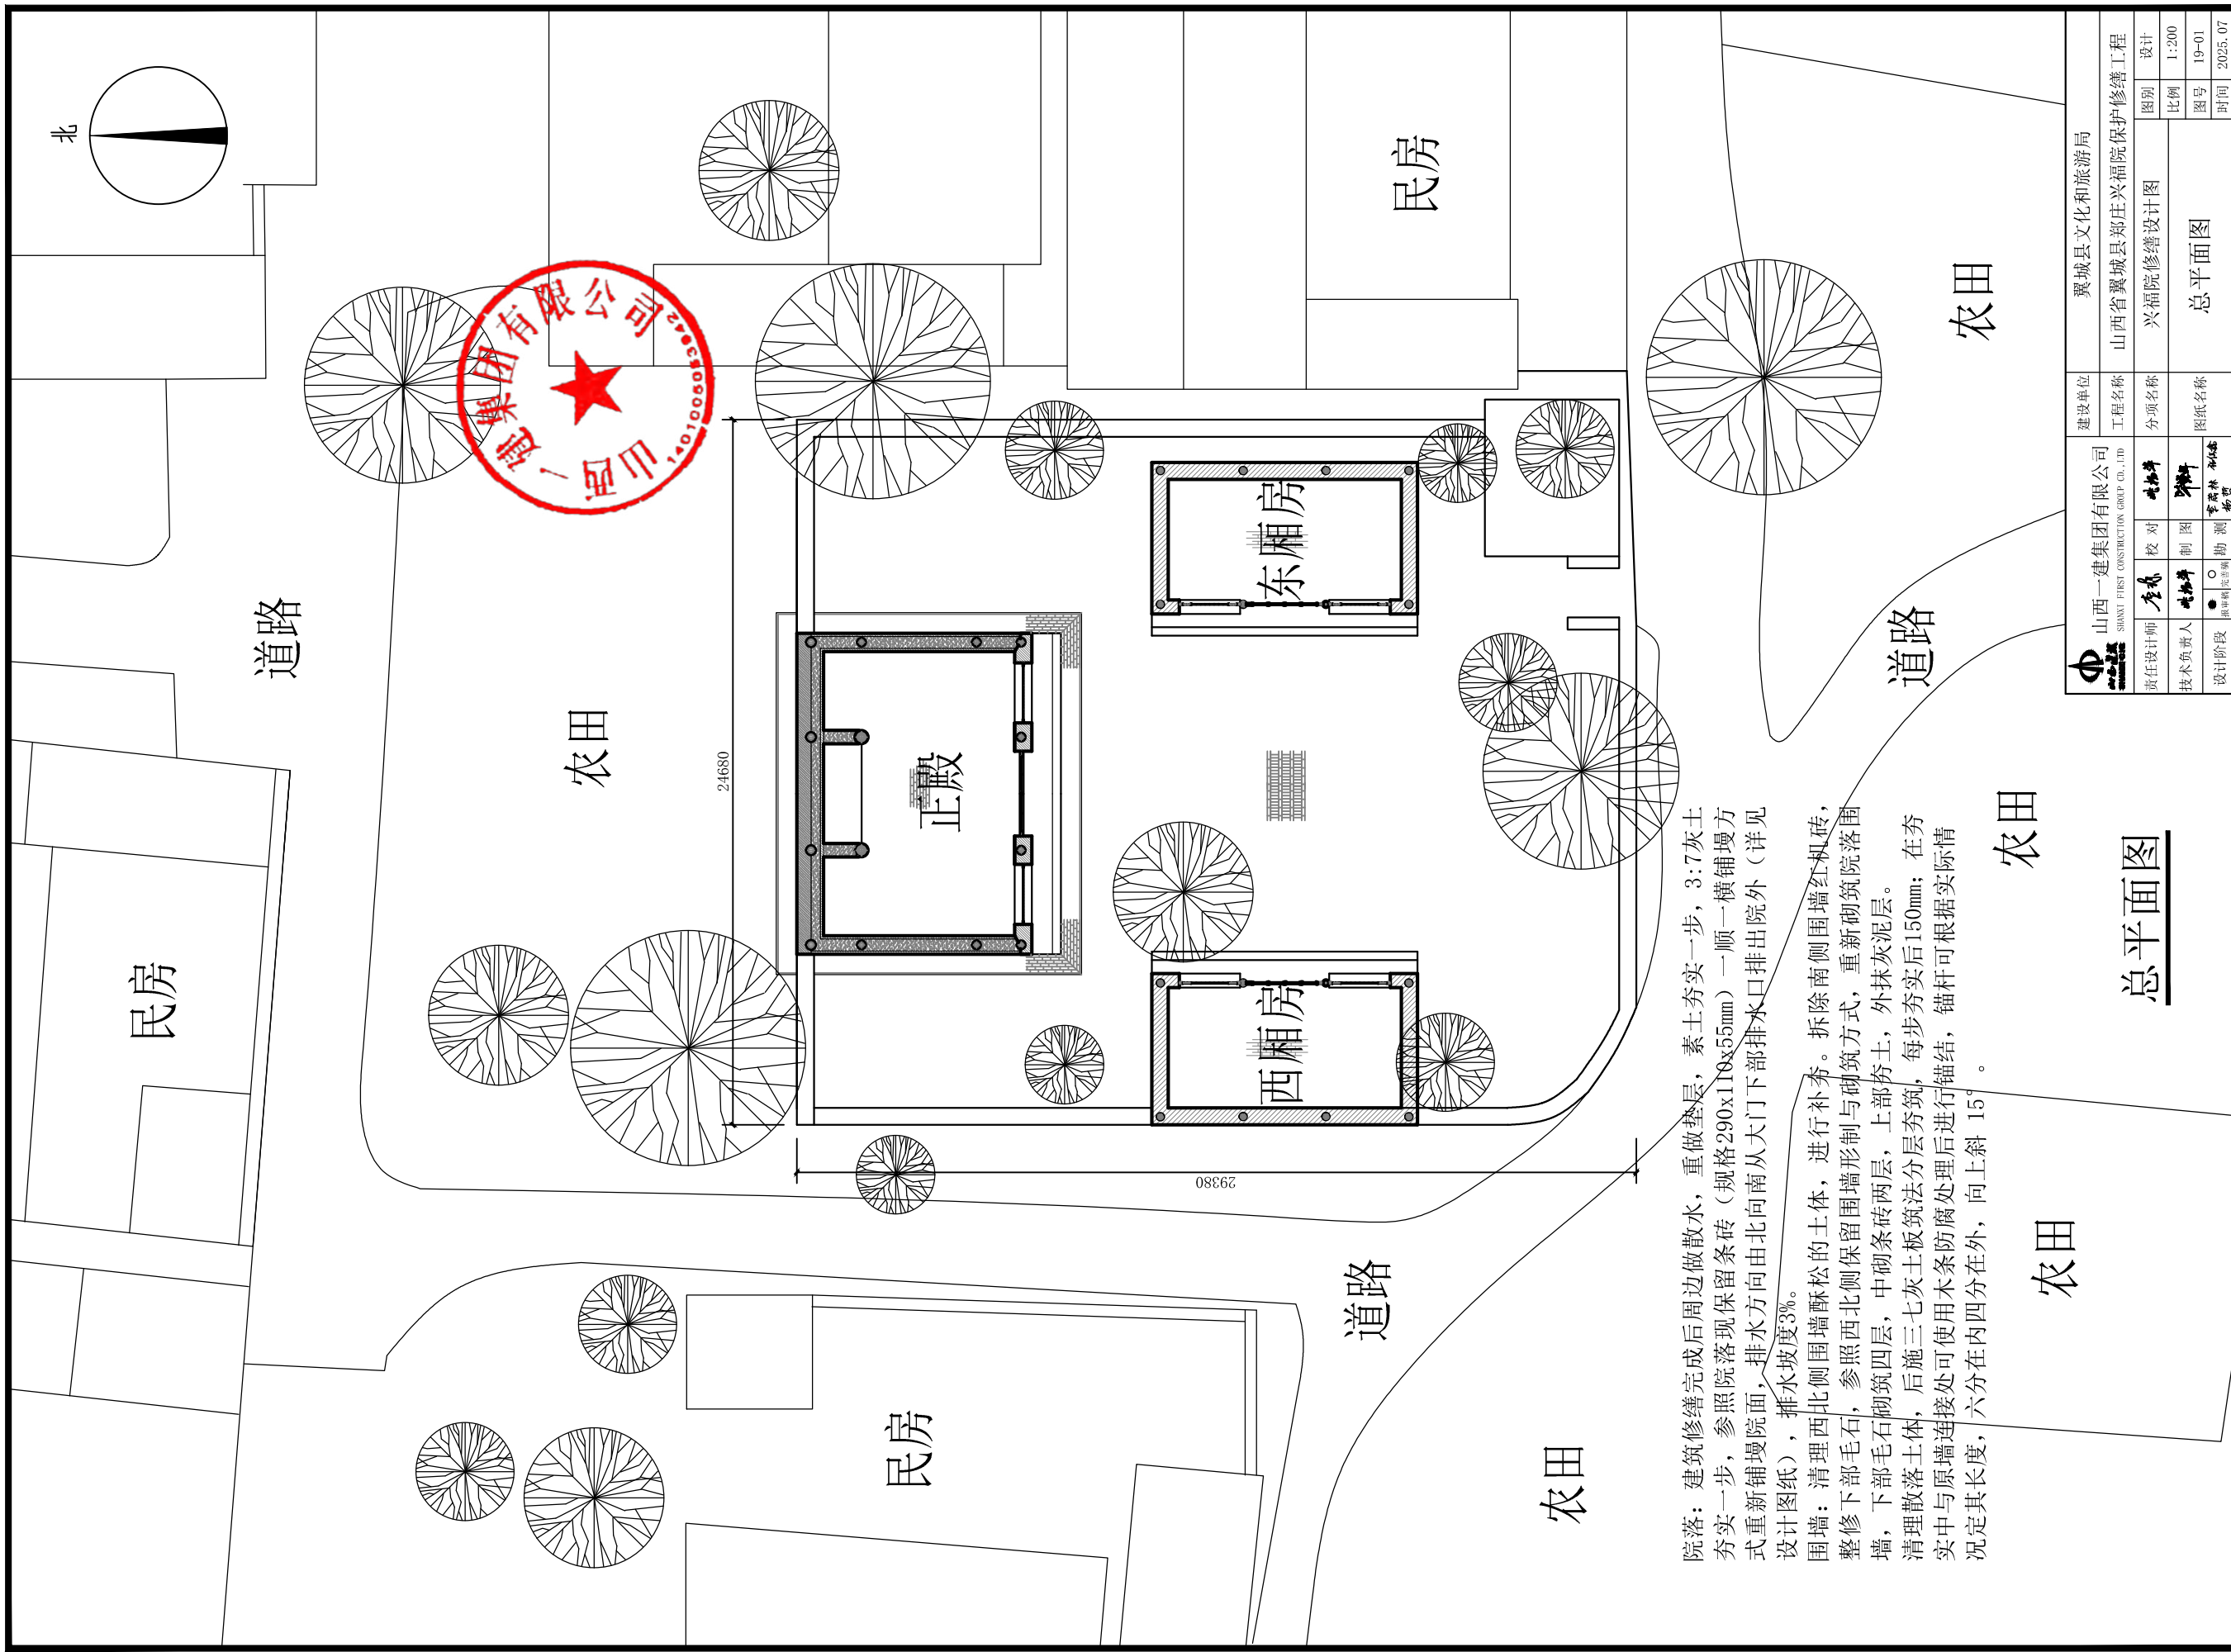 北
民房
道路
农田
24680
正殿
东厢房
西厢房
29380
民房
民房
道路
道路
农田
农田
农田
农田
山西一建集团有限公司
院落：建筑修缮完成后周边做散水，重做垫层，素土夯实一步，3:7灰土
夯实一步，参照院落现保留条砖（规格290x110x55mm）一顺一横铺墁方
式重新铺墁院面，排水方向由北向南从大门下部排水口排出院外（详见
设计图纸），排水坡度3%。
围墙：清理西北侧围墙酥松的土体，进行补夯。拆除南侧围墙红机砖，
整修下部毛石，参照西北侧保留围墙形制与砌筑方式，重新砌筑院落围
墙，下部毛石砌筑四层，中砌条砖两层，上部夯土，外抹灰泥层。
清理散落土体，后施三七灰土板筑法分层夯筑，每步夯实后150mm；在夯
实中与原墙连接处可使用木条防腐处理后进行锚结，锚杆可根据实际情
况定其长度，六分在外，四分在内，向上斜 15°。
总平面图
山西一建集团有限公司
SHANXI FIRST CONSTRUCTION GROUP CO.,LTD
责任设计师
校 对
技术负责人
制 图
设计阶段
勘 测
建设单位
翼城县文化和旅游局
工程名称
山西省翼城县郑庄兴福院保护修缮工程
分项名称
兴福院修缮设计图
图纸名称
总平面图
图别 设计
比例 1:200
图号 19-01
时间 2025.07